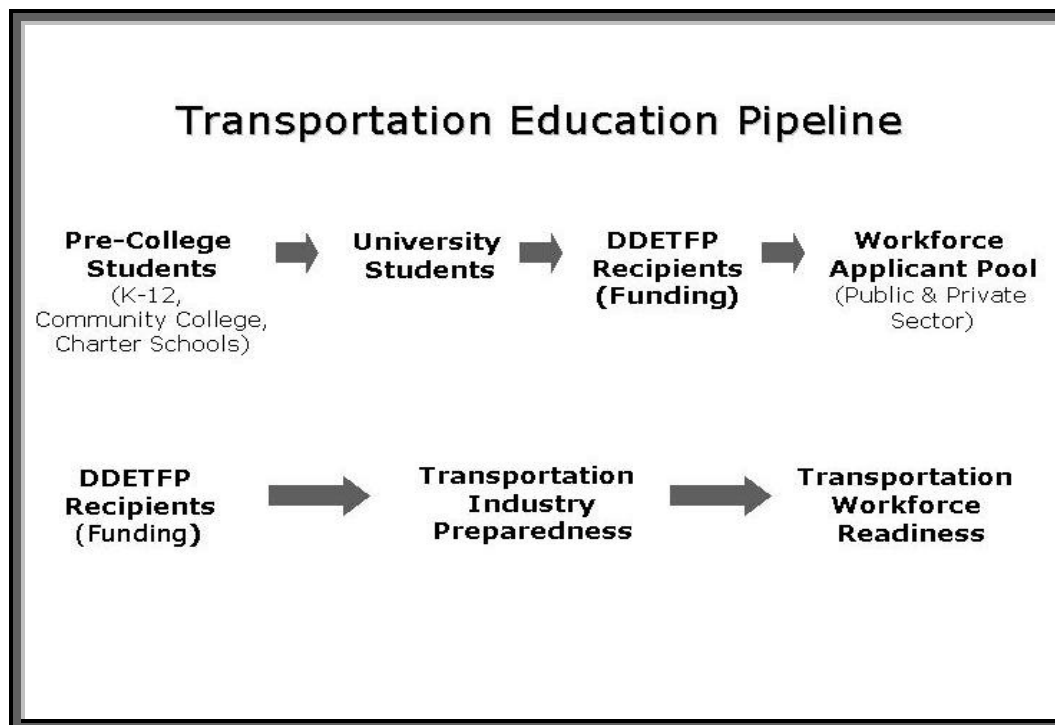 Transportation Education Pipeline
Pre-College
Students
(K-12,
Community College,
Charter Schools)
University
Students
DDETFP
Recipients
(Funding)
Workforce
Applicant Pool
(Public & Private
Sector)
DDETFP
Recipients
(Funding)
Transportation
Industry
Preparedness
Transportation
Workforce
Readiness